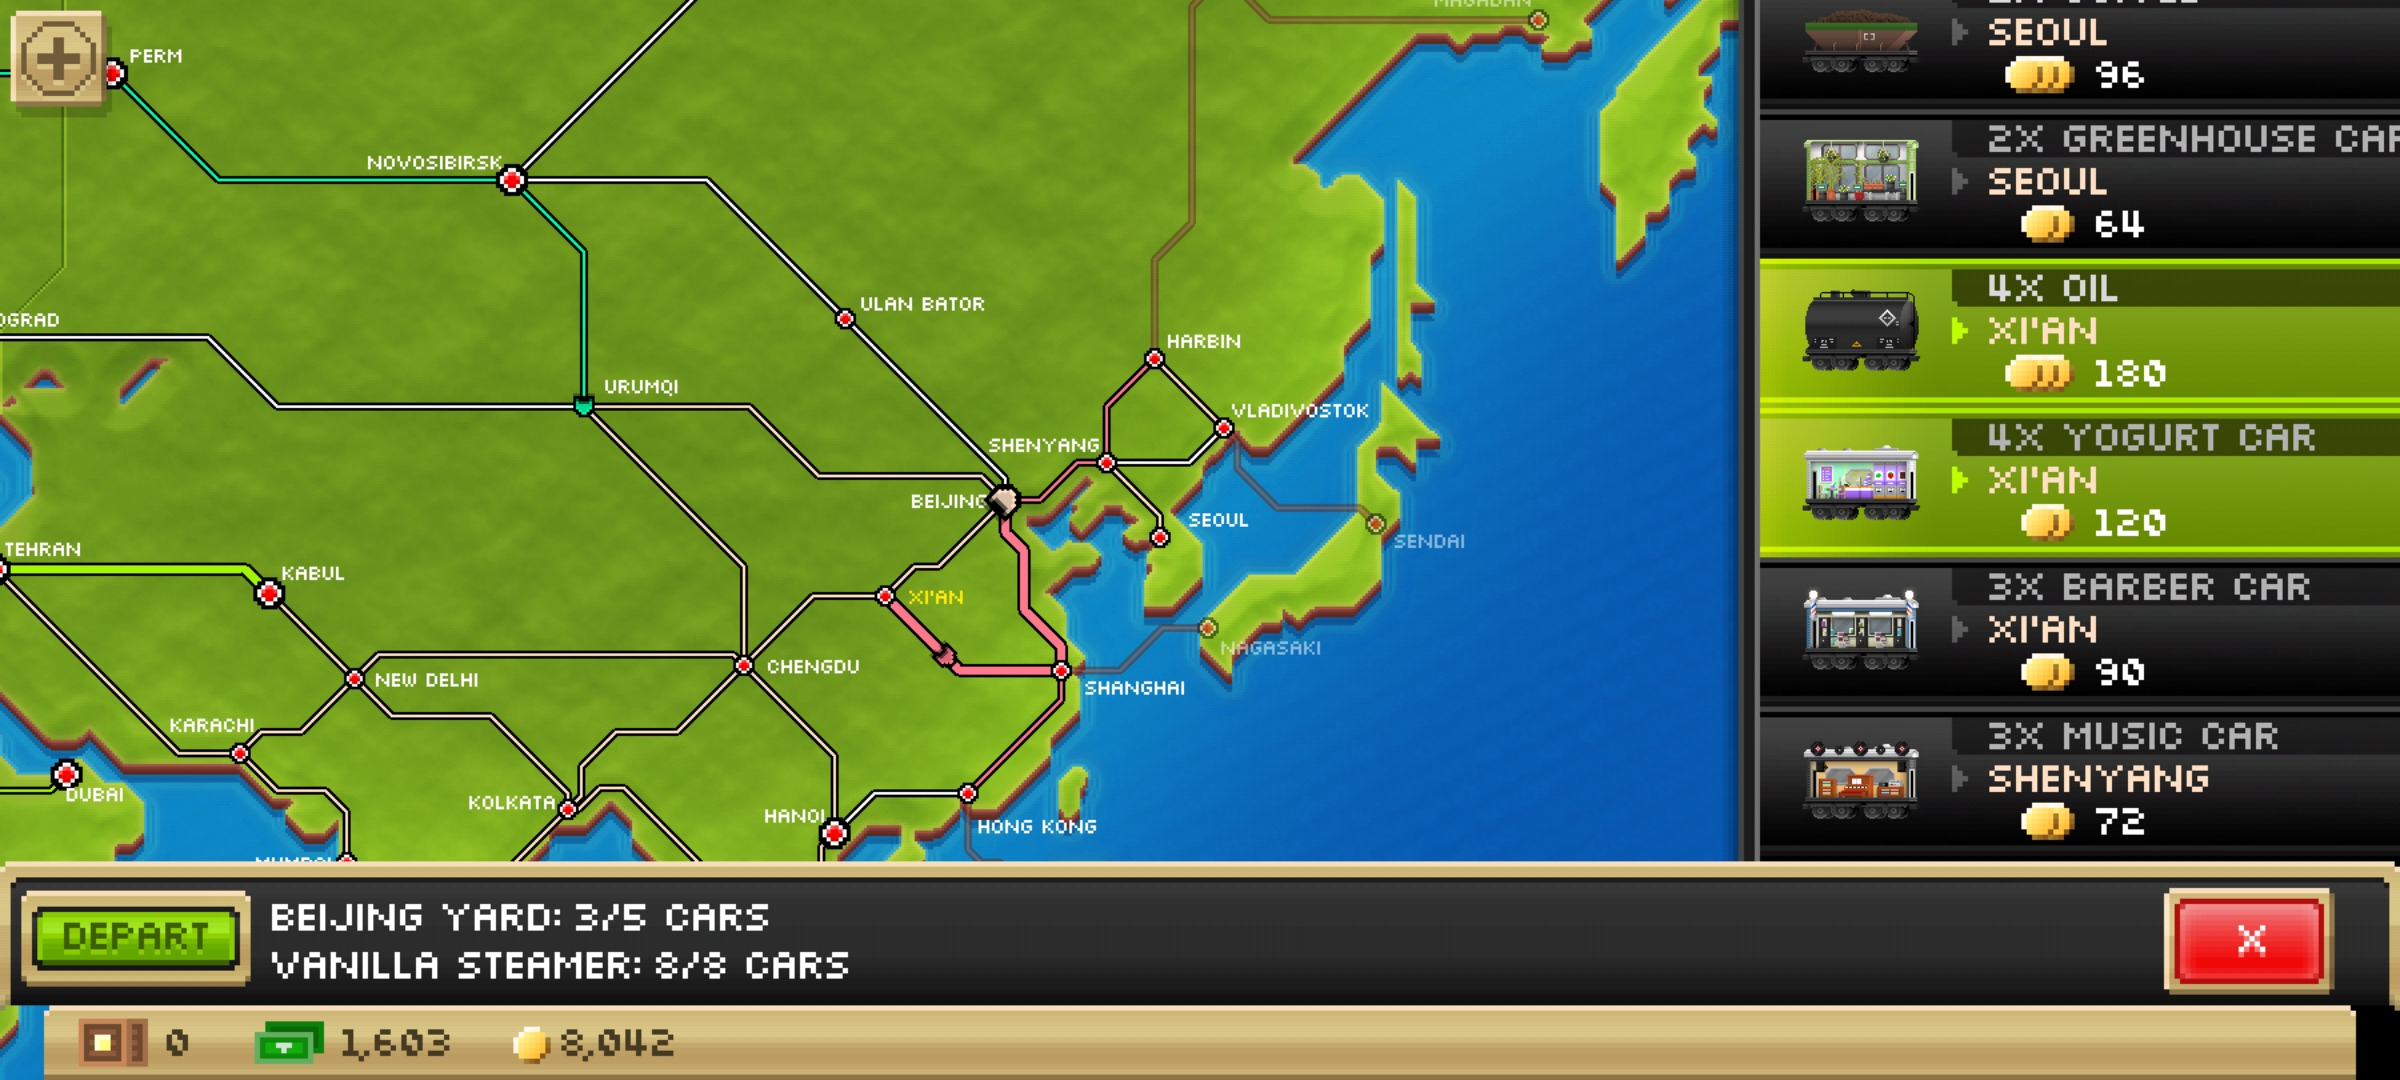 MAGADAN
PERM
NOVOSIBIRSK
ULAN BATOR
OGRAD
HARBIN
URUMQI
VLADIVOSTOK
SHENYANG
BEIJING
SEOUL
SENDAI
TEHRAN
KABUL
XI'AN
NAGASAKI
CHENGDU
NEW DELHI
SHANGHAI
KARACHI
DUBAI
KOLKATA
HANOI
HONG KONG
MUMBAI
SEOUL
96
2X GREENHOUSE CAR
SEOUL
64
4X OIL
XI'AN
180
4X YOGURT CAR
XI'AN
120
3X BARBER CAR
XI'AN
90
3X MUSIC CAR
SHENYANG
72
DEPART
BEIJING YARD: 3/5 CARS
VANILLA STEAMER: 8/8 CARS
X
0
1,603
8,042